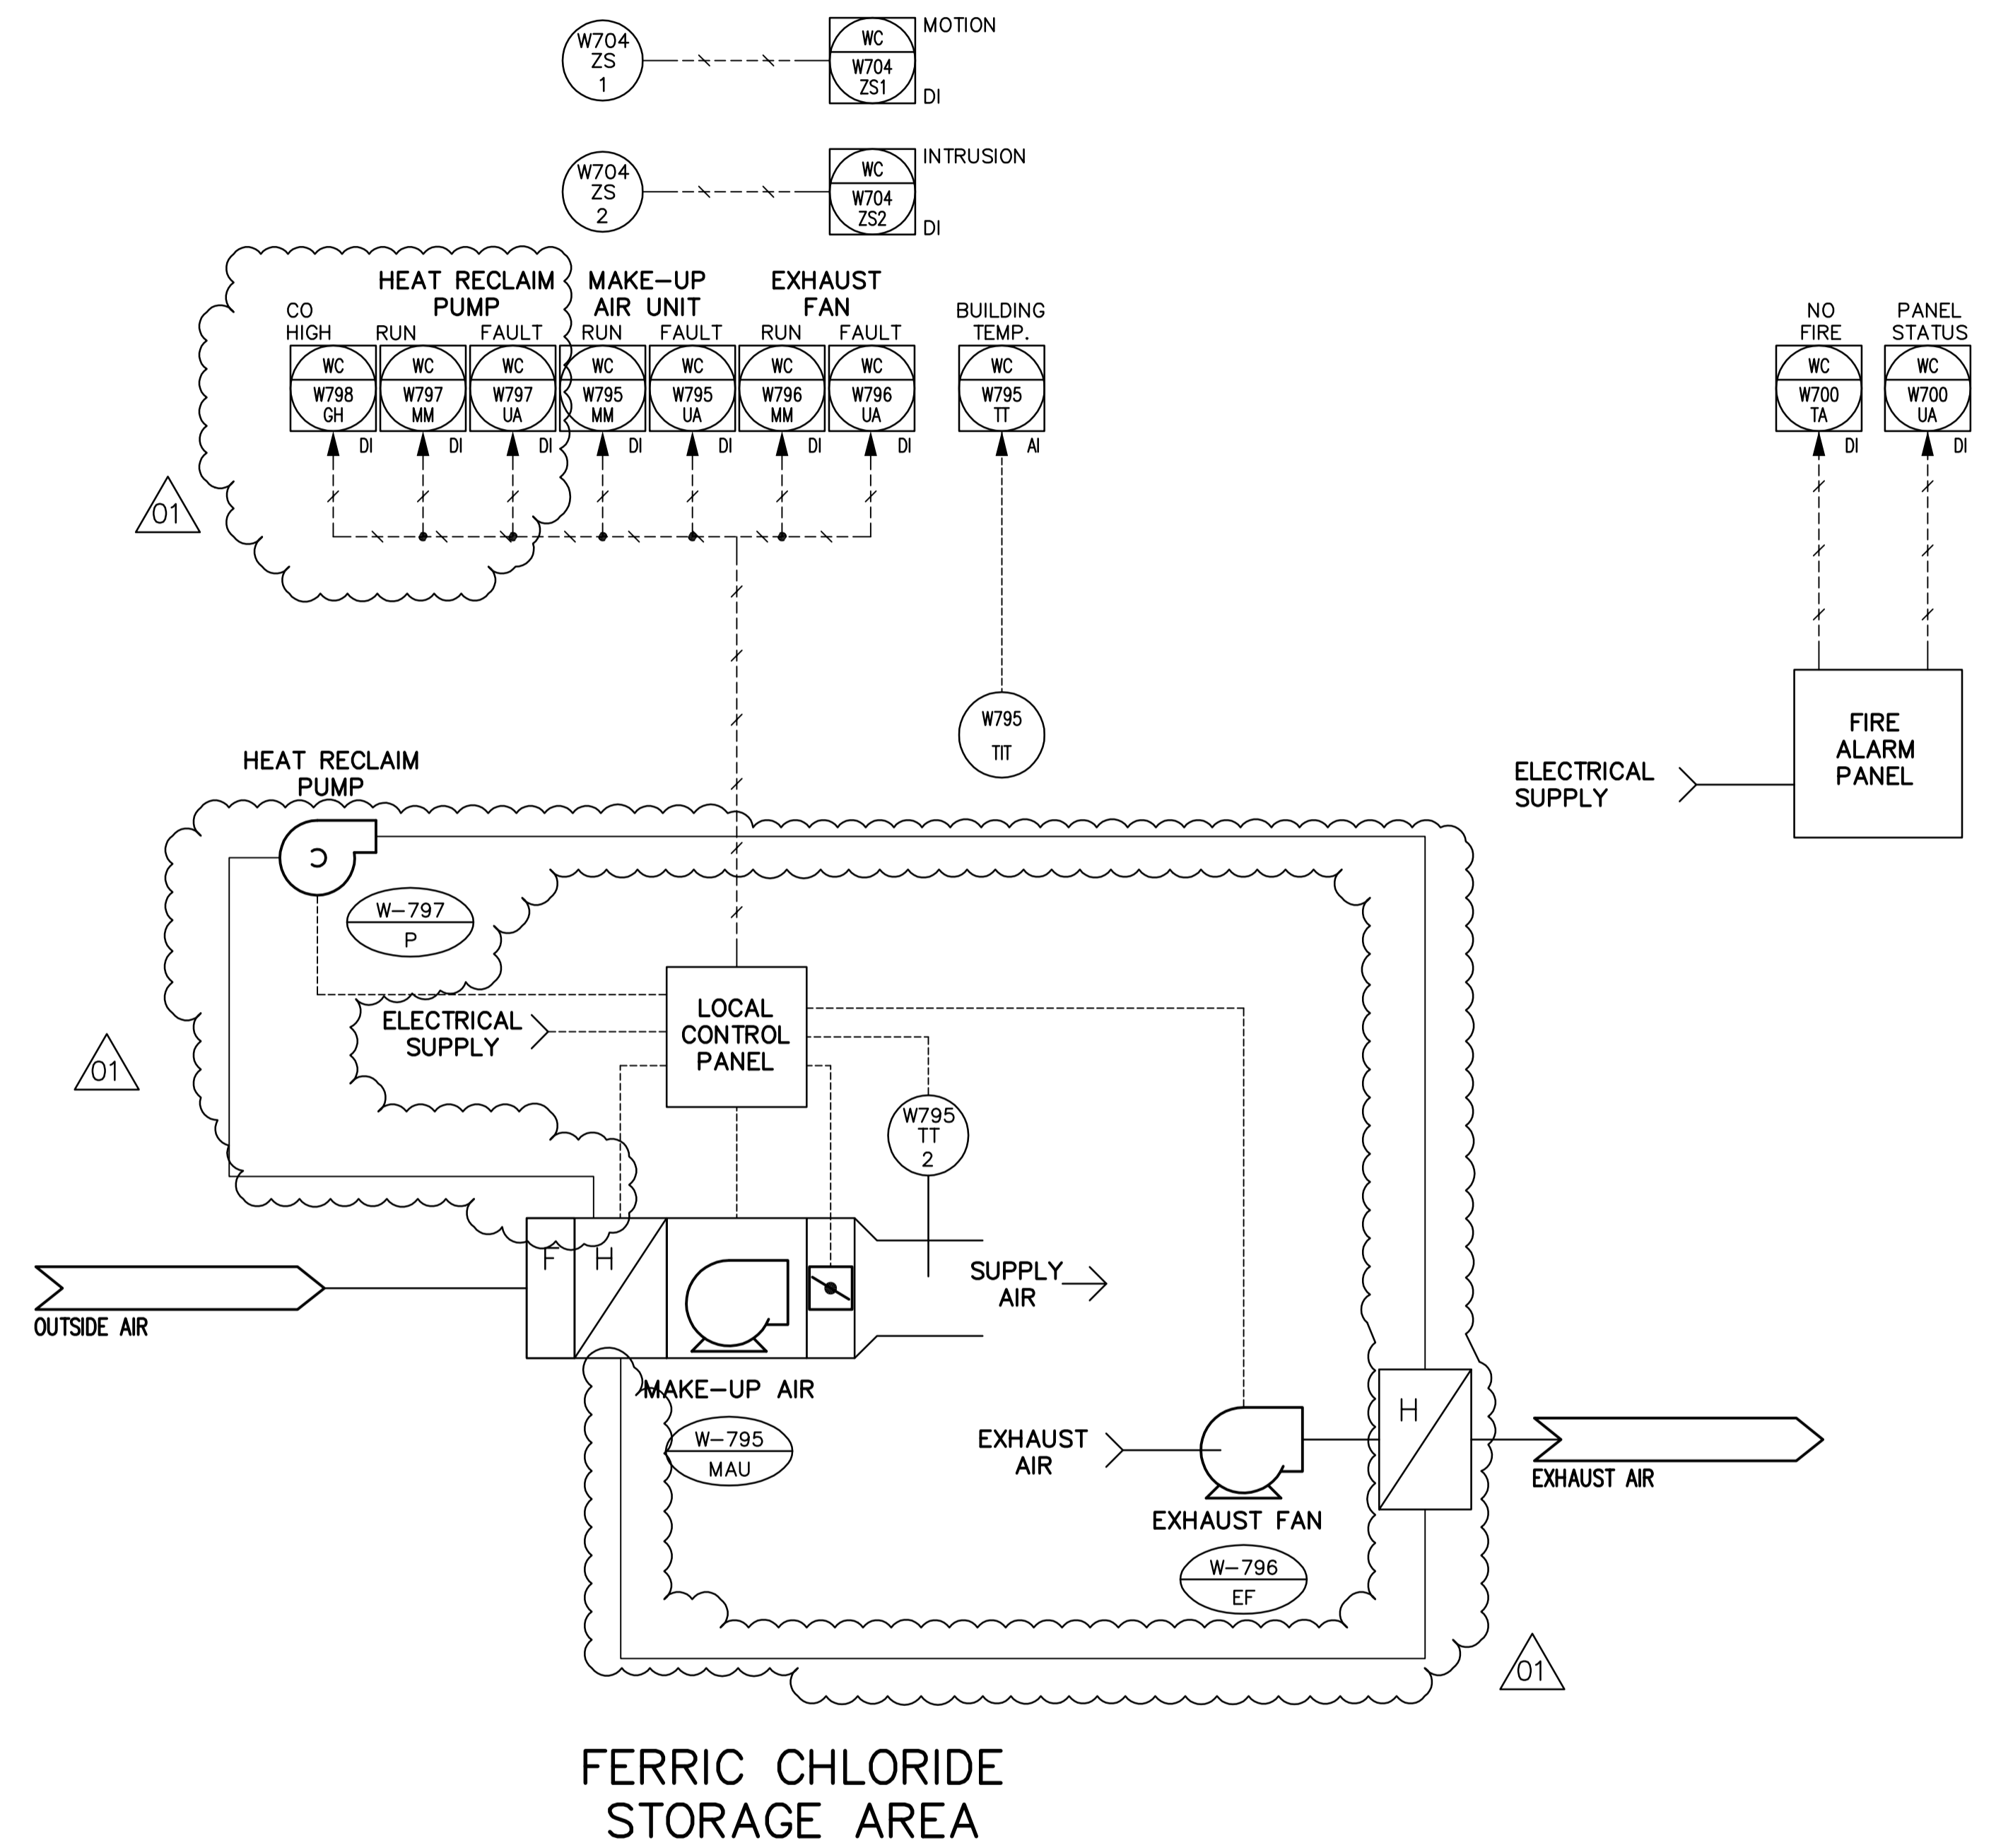 W704
ZS
1
WC
W704
ZS1
MOTION
DI
W704
ZS
2
WC
W704
ZS2
INTRUSION
DI
CO
HIGH
HEAT RECLAIM
PUMP
RUN
FAULT
MAKE-UP
AIR UNIT
RUN
FAULT
EXHAUST
FAN
RUN
FAULT
BUILDING
TEMP.
NO
FIRE
PANEL
STATUS
WC
W798
GH
DI
WC
W797
MM
DI
WC
W797
UA
DI
WC
W795
MM
DI
WC
W795
UA
DI
WC
W796
MM
DI
WC
W796
UA
DI
WC
W795
TT
AI
WC
W700
TA
DI
WC
W700
UA
DI
01
W795
TIT
FIRE
ALARM
PANEL
ELECTRICAL
SUPPLY
HEAT RECLAIM
PUMP
W-797
P
LOCAL
CONTROL
PANEL
ELECTRICAL
SUPPLY
01
W795
TT
2
F
H
OUTSIDE AIR
SUPPLY
AIR
MAKE-UP AIR
W-795
MAU
EXHAUST
AIR
H
EXHAUST AIR
EXHAUST FAN
W-796
EF
01
FERRIC CHLORIDE
STORAGE AREA